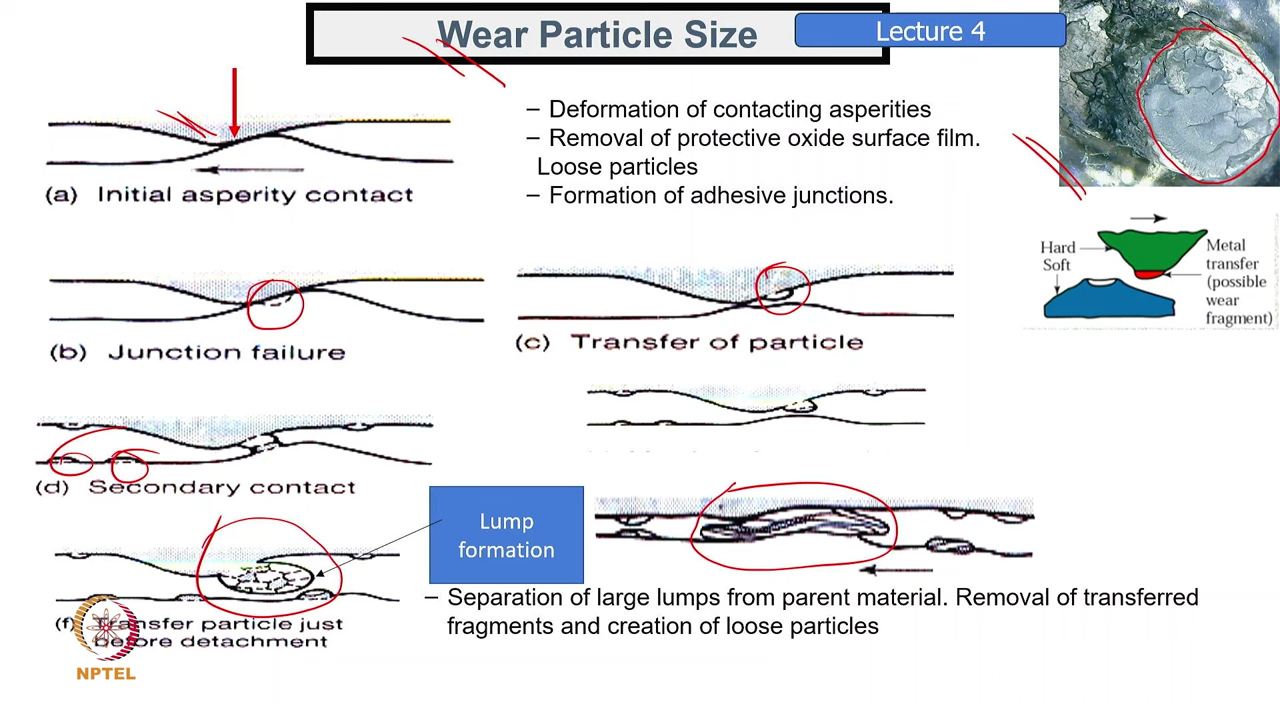 Wear Particle Size
Lecture 4
– Deformation of contacting asperities
– Removal of protective oxide surface film.
Loose particles
– Formation of adhesive junctions.
(a) Initial asperity contact
Hard
Soft
Metal
transfer
(possible
wear
fragment)
(b) Junction failure
(c) Transfer of particle
(d) Secondary contact
Lump
formation
(f) Transfer particle just
before detachment
– Separation of large lumps from parent material. Removal of transferred
fragments and creation of loose particles
NPTEL